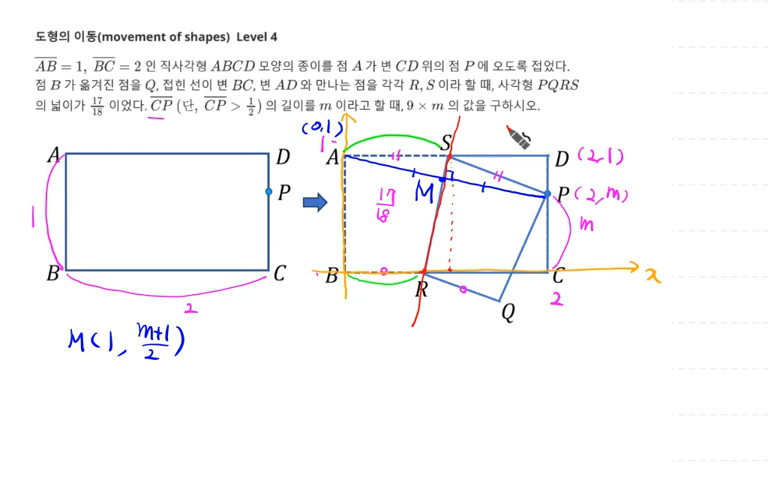 도형의 이동(movement of shapes) Level 4
AB = 1, BC = 2 인 직사각형 ABCD 모양의 종이를 점 A 가 변 CD 위의 점 P 에 오도록 접었다.
점 B 가 옮겨진 점을 Q, 접힌 선이 변 BC, 변 AD 와 만나는 점을 각각 R, S 이라 할 때, 사각형 PQRS
의 넓이가 17/18 이었다. CP (단, CP > 1/2) 의 길이를 m 이라고 할 때, 9 × m 의 값을 구하시오.
A
D
P
B
C
1
2
(0,1)
1
A
S
D (2,1)
M
P (2, m)
17/18
m
B
R
C
2
Q
x
M(1, m+1/2)